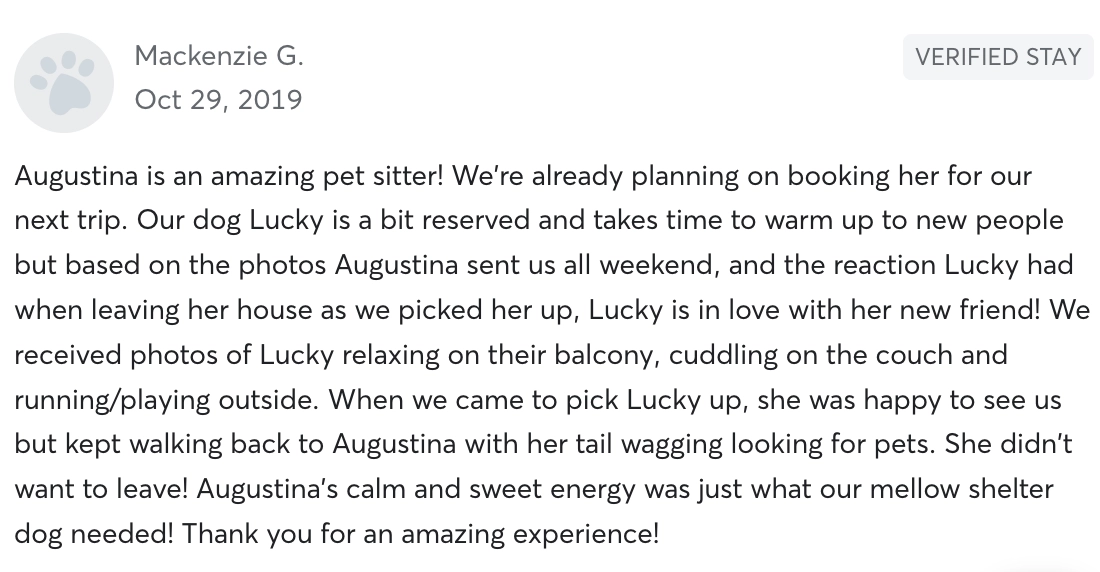 Mackenzie G.
VERIFIED STAY
Oct 29, 2019
Augustina is an amazing pet sitter! We're already planning on booking her for our
next trip. Our dog Lucky is a bit reserved and takes time to warm up to new people
but based on the photos Augustina sent us all weekend, and the reaction Lucky had
when leaving her house as we picked her up, Lucky is in love with her new friend! We
received photos of Lucky relaxing on their balcony, cuddling on the couch and
running/playing outside. When we came to pick Lucky up, she was happy to see us
but kept walking back to Augustina with her tail wagging looking for pets. She didn't
want to leave! Augustina's calm and sweet energy was just what our mellow shelter
dog needed! Thank you for an amazing experience!